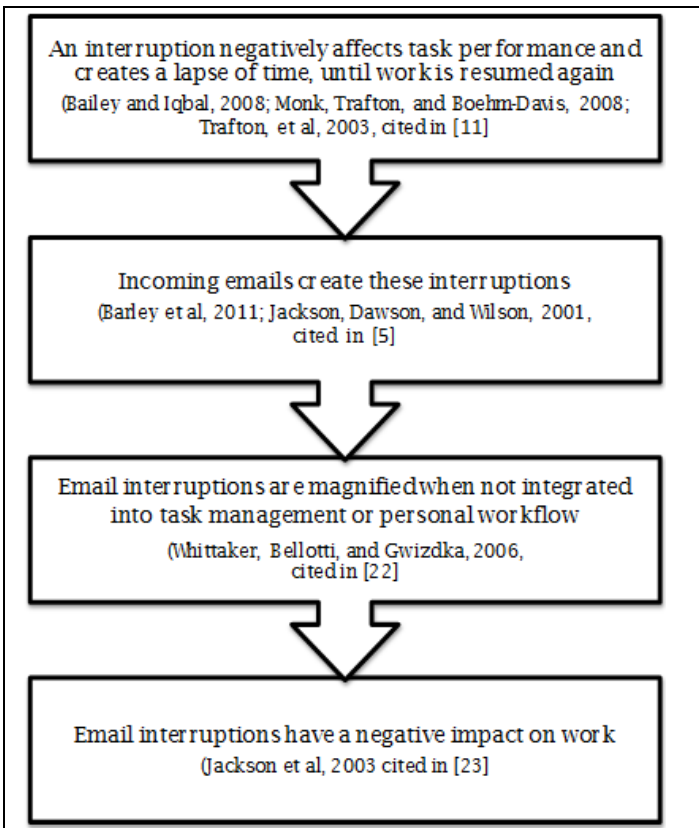 An interruption negatively affects task performance and
creates a lapse of time, until work is resumed again
(Bailey and Iqbal, 2008; Monk, Trafton, and Boehm-Davis, 2008;
Trafton, et al, 2003, cited in [11]
Incoming emails create these interruptions
(Barley et al, 2011; Jackson, Dawson, and Wilson, 2001,
cited in [5]
Email interruptions are magnified when not integrated
into task management or personal workflow
(Whittaker, Bellotti, and Gwizdka, 2006,
cited in [22]
Email interruptions have a negative impact on work
(Jackson et al, 2003 cited in [23]